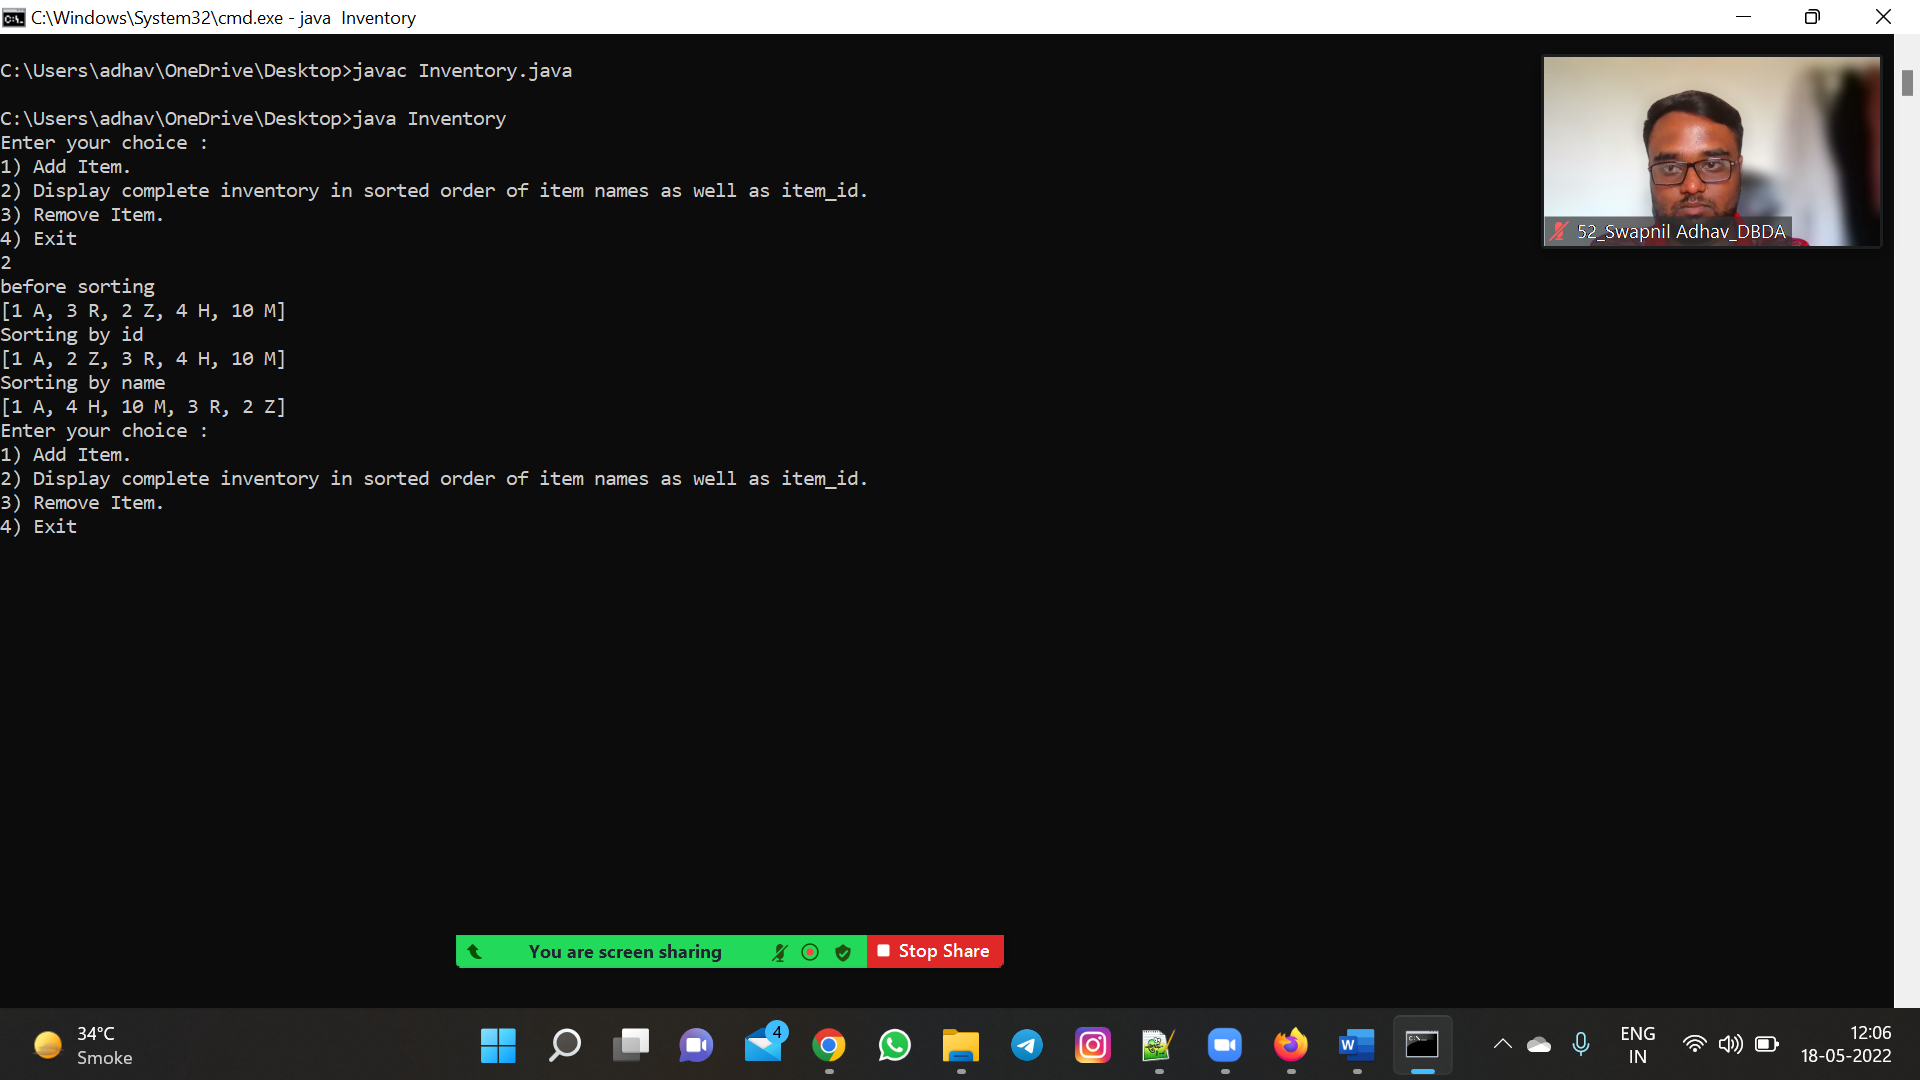 C:\Windows\System32\cmd.exe - java  Inventory
C:\Users\adhav\OneDrive\Desktop>javac Inventory.java
C:\Users\adhav\OneDrive\Desktop>java Inventory
Enter your choice :
1) Add Item.
2) Display complete inventory in sorted order of item names as well as item_id.
3) Remove Item.
4) Exit
2
before sorting
[1 A, 3 R, 2 Z, 4 H, 10 M]
Sorting by id
[1 A, 2 Z, 3 R, 4 H, 10 M]
Sorting by name
[1 A, 4 H, 10 M, 3 R, 2 Z]
Enter your choice :
1) Add Item.
2) Display complete inventory in sorted order of item names as well as item_id.
3) Remove Item.
4) Exit
52_Swapnil Adhav_DBDA
You are screen sharing
Stop Share
34°C
Smoke
4
W
ENG
IN
12:06
18-05-2022